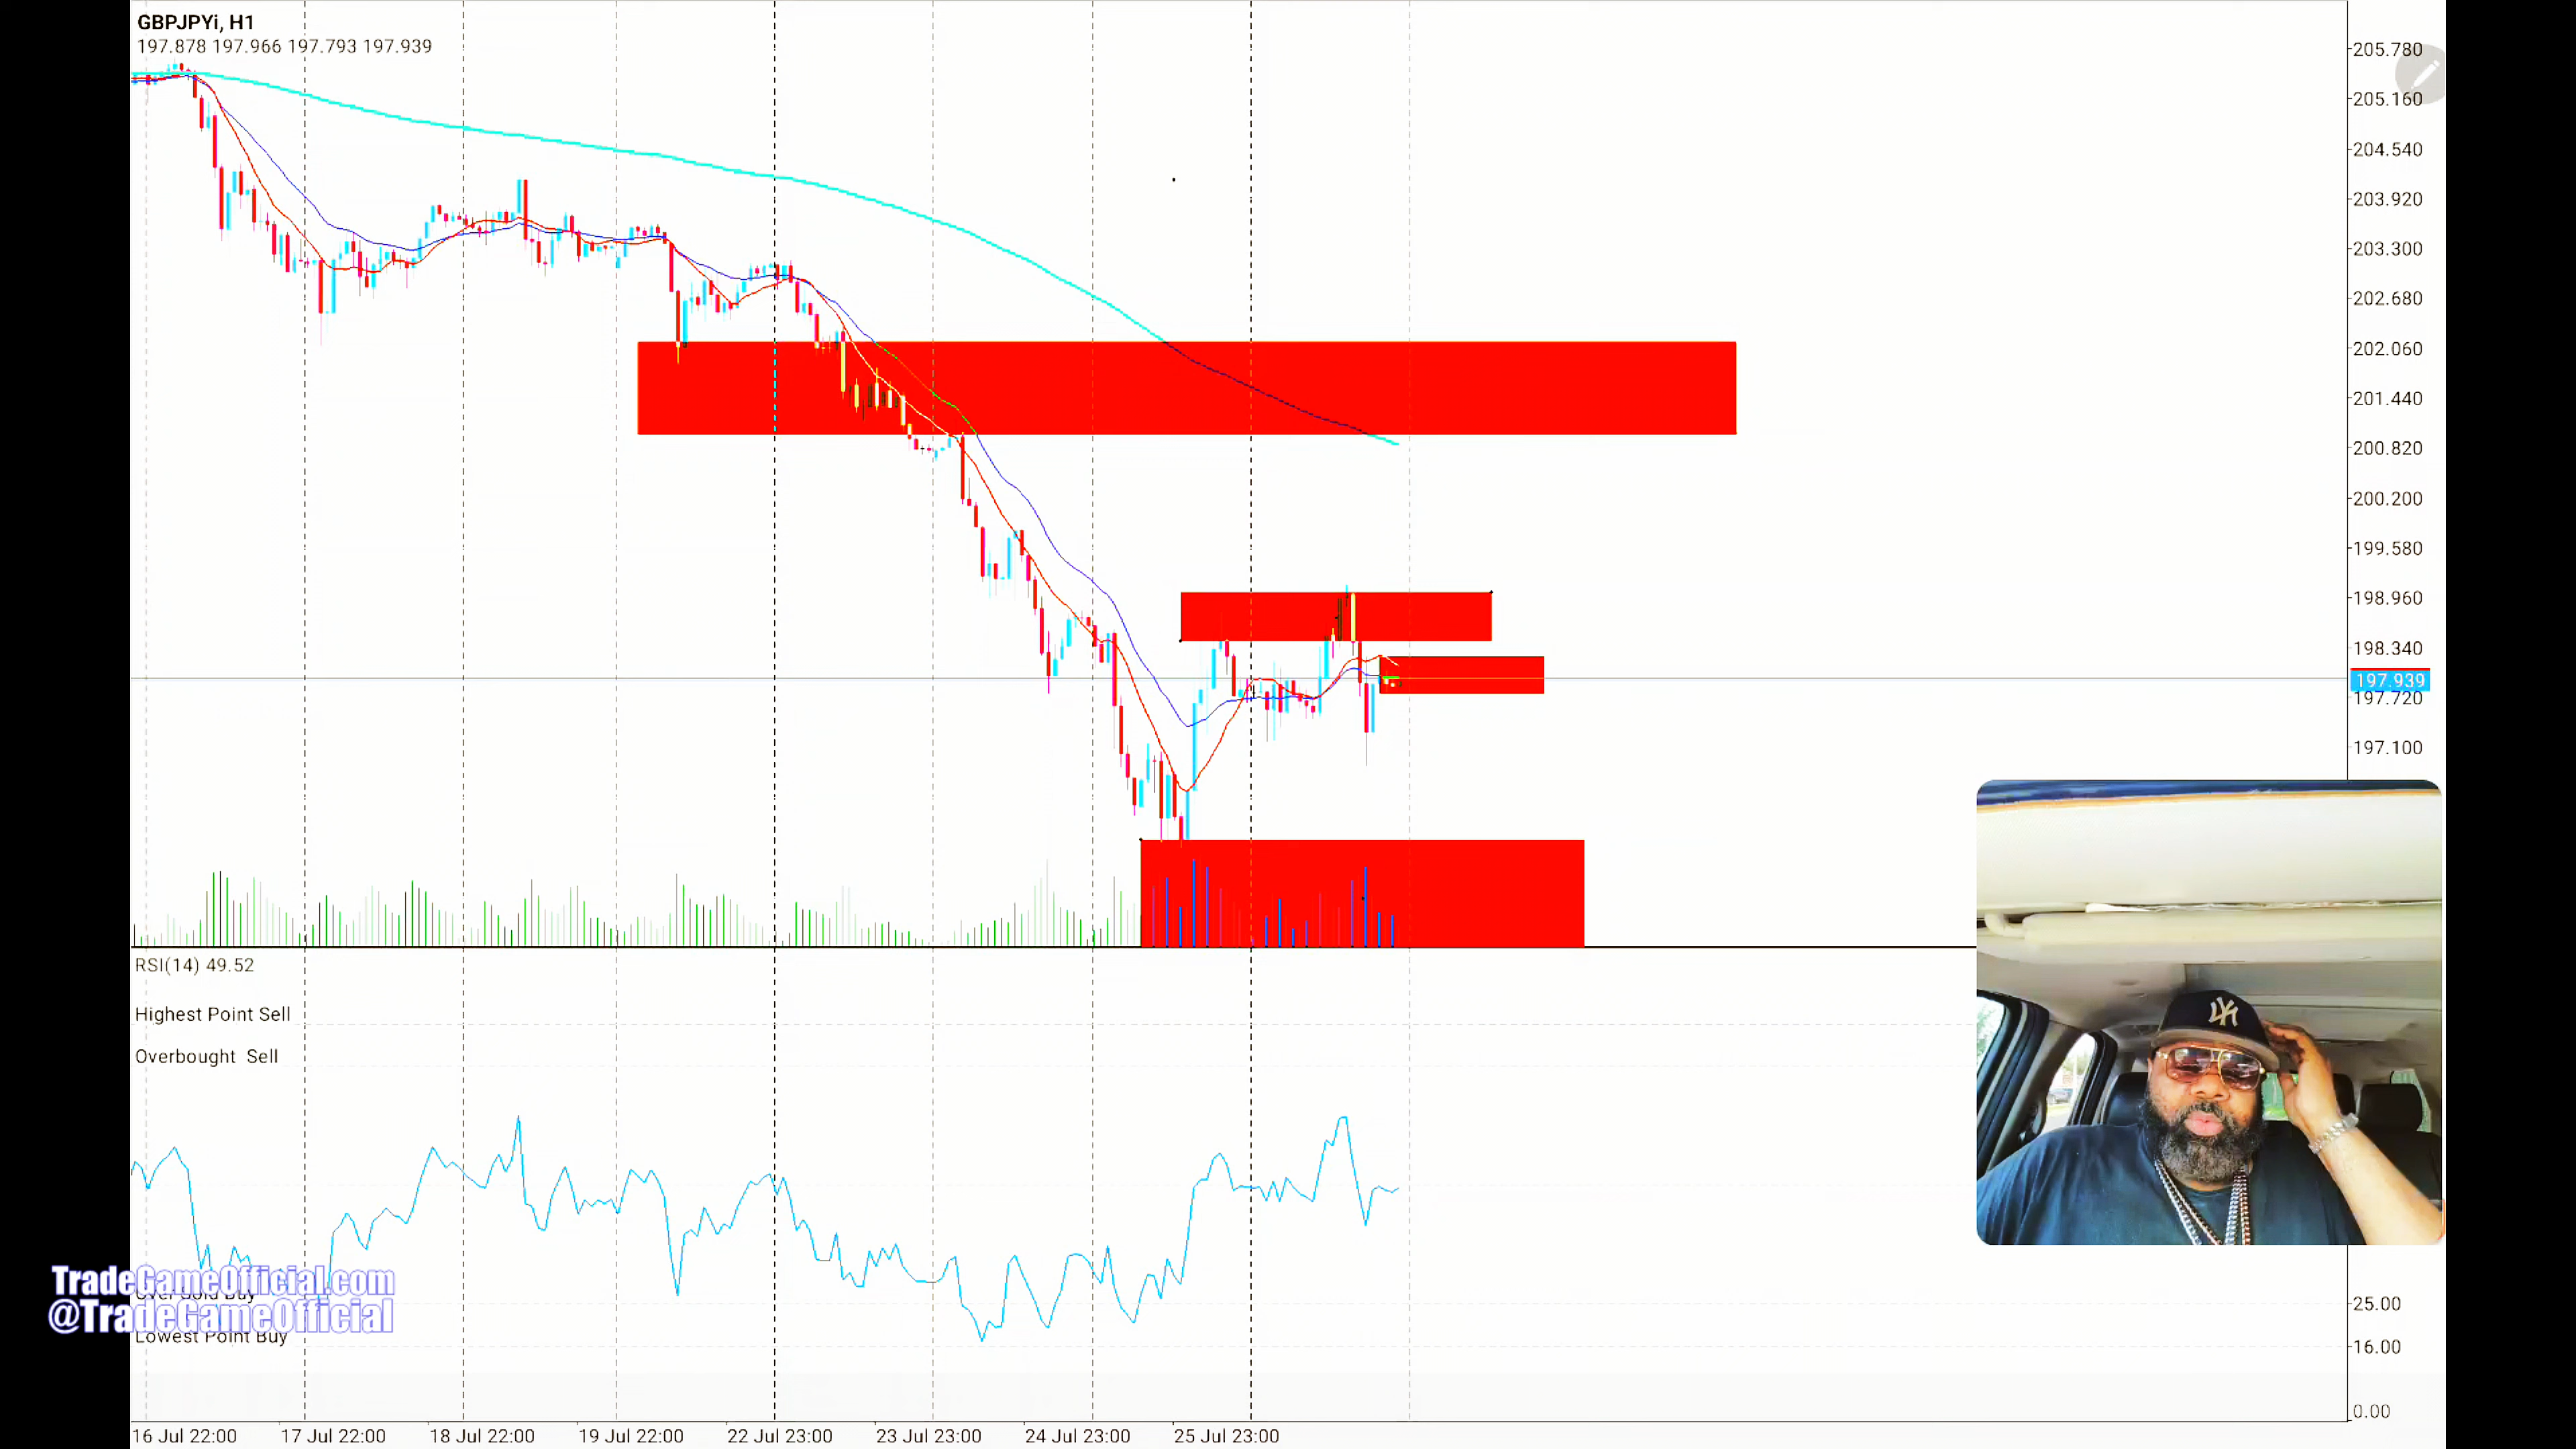 GBPJPYi, H1
197.878 197.966 197.793 197.939
205.780
205.160
204.540
203.920
203.300
202.680
202.060
201.440
200.820
200.200
199.580
198.960
198.340
197.939
197.720
197.100
RSI(14) 49.52
Highest Point Sell
Overbought Sell
NY
TradeGameOfficial.com
@TradeGameOfficial
Lowest Point Buy
25.00
16.00
0.00
16 Jul 22:00
17 Jul 22:00
18 Jul 22:00
19 Jul 22:00
22 Jul 23:00
23 Jul 23:00
24 Jul 23:00
25 Jul 23:00